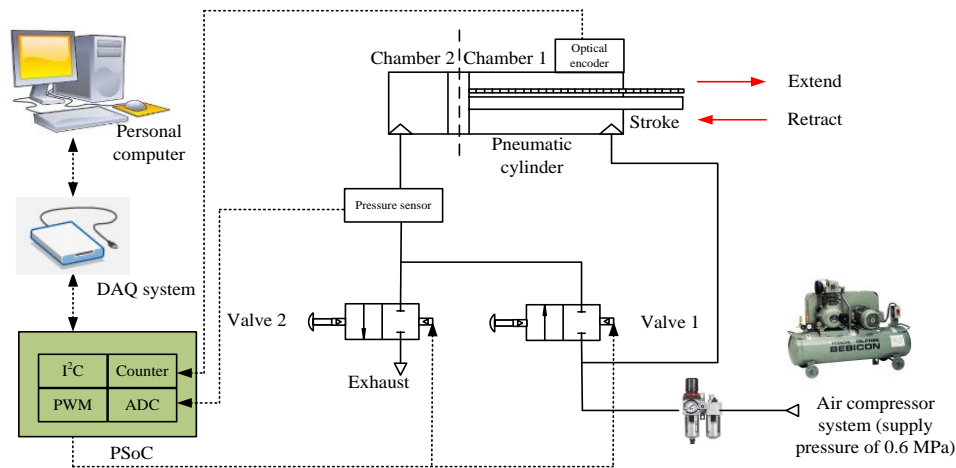 Chamber 2
Chamber 1
Optical
encoder
Extend
Stroke
Retract
Pneumatic
cylinder
Personal
computer
Pressure sensor
DAQ system
Valve 2
Valve 1
Exhaust
BEBICON
I²C
Counter
PWM
ADC
PSoC
Air compressor
system (supply
pressure of 0.6 MPa)